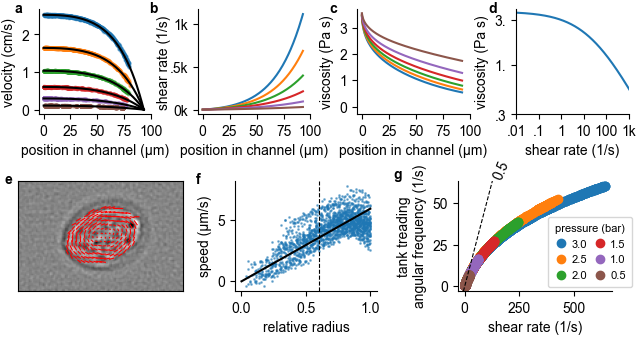 a
velocity (cm/s)
2
1
0
0 25 50 75 100
position in channel (µm)
b
shear rate (1/s)
1k
.5k
0k
0 25 50 75 100
position in channel (µm)
c
viscosity (Pa s)
3
2
1
0
0 25 50 75 100
position in channel (µm)
d
viscosity (Pa s)
3.
1.
.3
.01 .1 1 10 100 1k
shear rate (1/s)
e
f
speed (µm/s)
5
0
0.0 0.5 1.0
relative radius
g
tank treading
angular frequency (1/s)
50
25
0
0 250 500
shear rate (1/s)
0.5
pressure (bar)
3.0 1.5
2.5 1.0
2.0 0.5